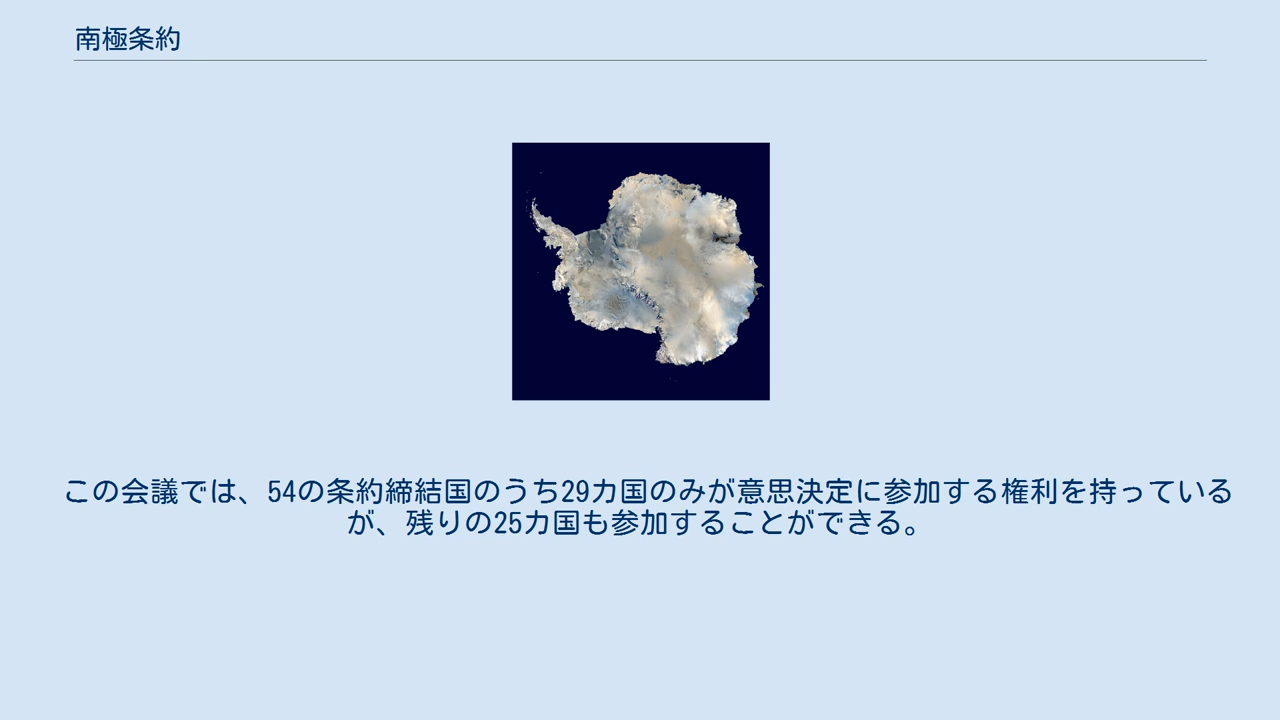 南極条約
この会議では、54の条約締結国のうち29カ国のみが意思決定に参加する権利を持っている
が、残りの25カ国も参加することができる。